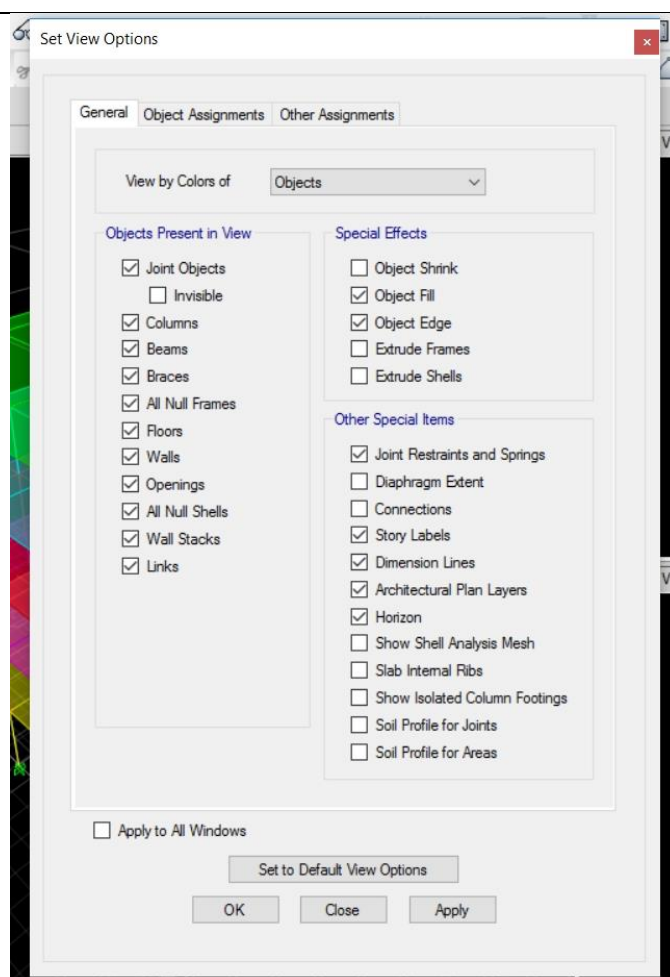 Set View Options
General Object Assignments Other Assignments
View by Colors of Objects
Objects Present in View
Joint Objects
Invisible
Columns
Beams
Braces
All Null Frames
Floors
Walls
Openings
All Null Shells
Wall Stacks
Links
Special Effects
Object Shrink
Object Fill
Object Edge
Extrude Frames
Extrude Shells
Other Special Items
Joint Restraints and Springs
Diaphragm Extent
Connections
Story Labels
Dimension Lines
Architectural Plan Layers
Horizon
Show Shell Analysis Mesh
Slab Internal Ribs
Show Isolated Column Footings
Soil Profile for Joints
Soil Profile for Areas
Apply to All Windows
Set to Default View Options
OK Close Apply